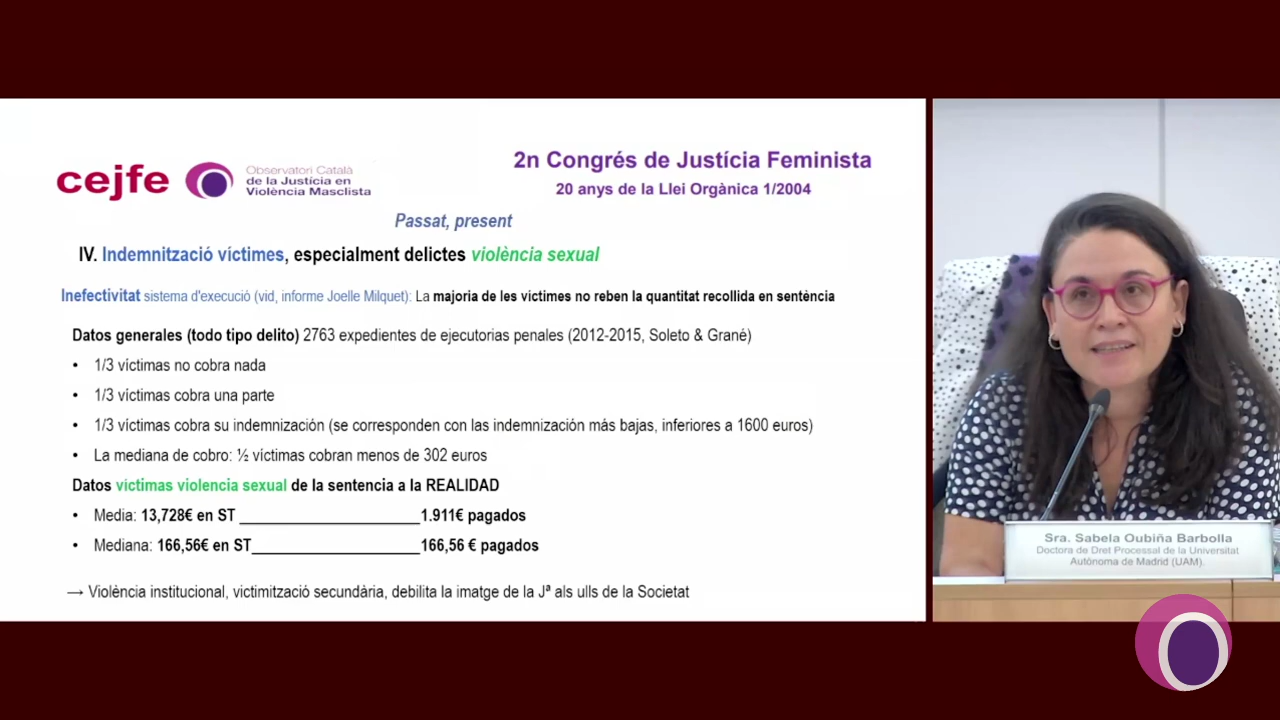 cejfe
Observatori Català
de la Justícia en
Violència Masclista
2n Congrés de Justícia Feminista
20 anys de la Llei Orgànica 1/2004
Passat, present
IV. Indemnització víctimes, especialment delictes violència sexual
Inefectivitat sistema d'execució (vid, informe Joelle Milquet): La majoria de les víctimes no reben la quantitat recollida en sentència
Datos generales (todo tipo delito) 2763 expedientes de ejecutorias penales (2012-2015, Soleto & Grané)
• 1/3 víctimas no cobra nada
• 1/3 víctimas cobra una parte
• 1/3 víctimas cobra su indemnización (se corresponden con las indemnización más bajas, inferiores a 1600 euros)
• La mediana de cobro: ½ víctimas cobran menos de 302 euros
Datos víctimas violencia sexual de la sentencia a la REALIDAD
• Media: 13,728€ en ST ______________________1.911€ pagados
• Mediana: 166,56€ en ST____________________166,56 € pagados
→ Violència institucional, victimització secundària, debilita la imatge de la Jª als ulls de la Societat
Sra. Sabela Oubiña Barbolla
Doctora de Dret Processal de la Universitat
Autònoma de Madrid (UAM).